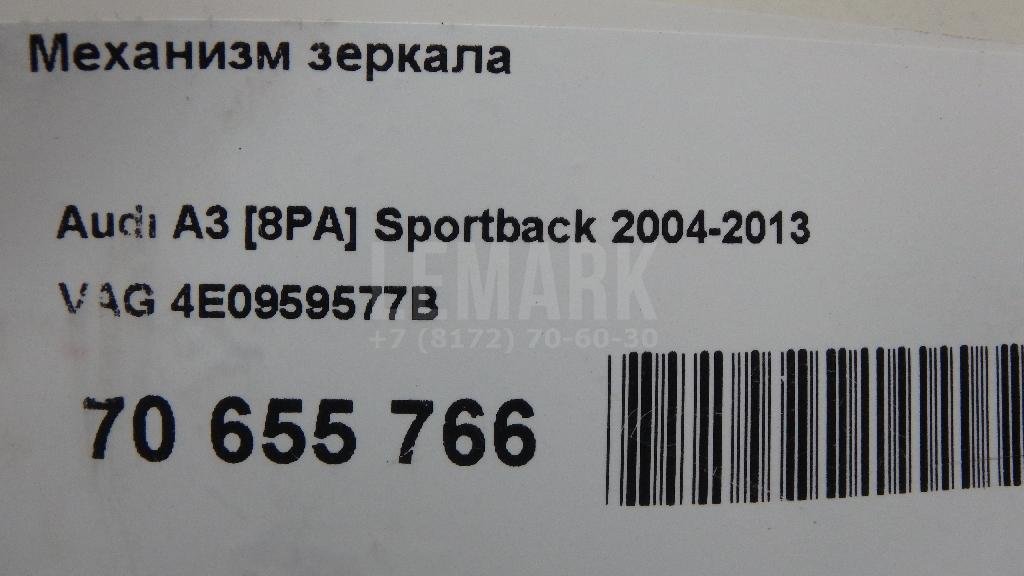 Механизм зеркала
Audi A3 [8PA] Sportback 2004-2013
VAG 4E0959577B
LEMARK
+7 (8172) 70-60-30
70 655 766